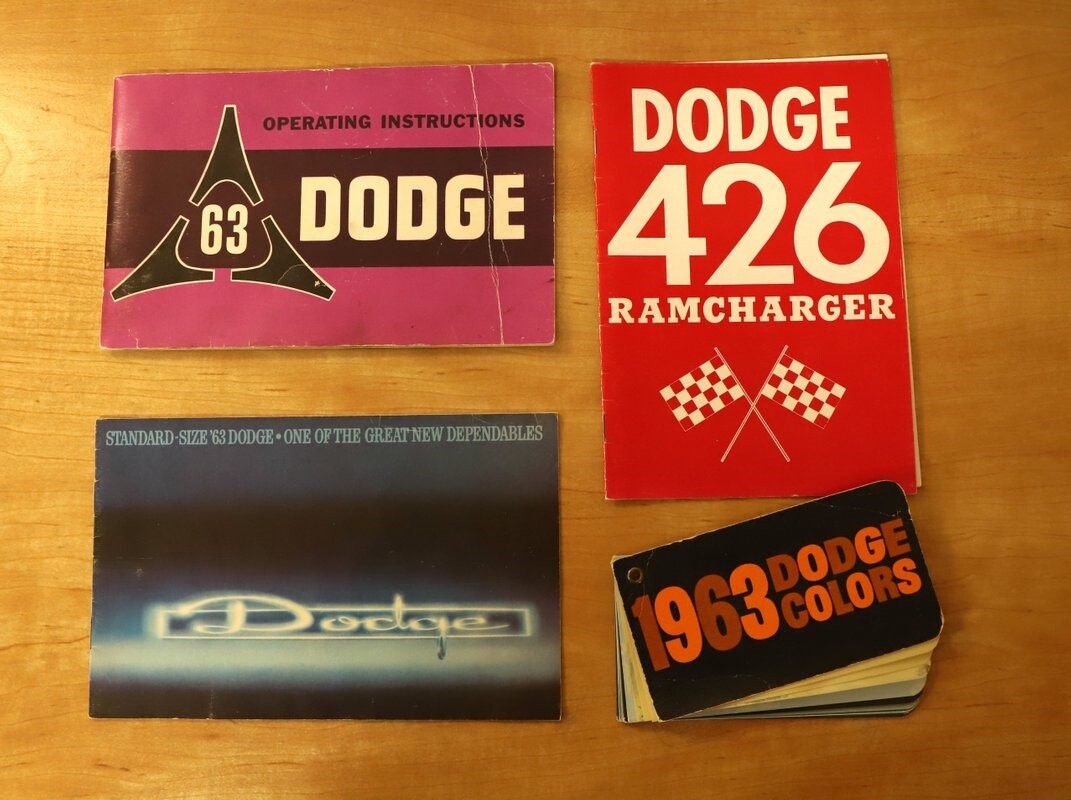 OPERATING INSTRUCTIONS
63 DODGE
DODGE
426
RAMCHARGER
STANDARD-SIZE '63 DODGE • ONE OF THE GREAT NEW DEPENDABLES
Dodge
1963 DODGE
COLORS